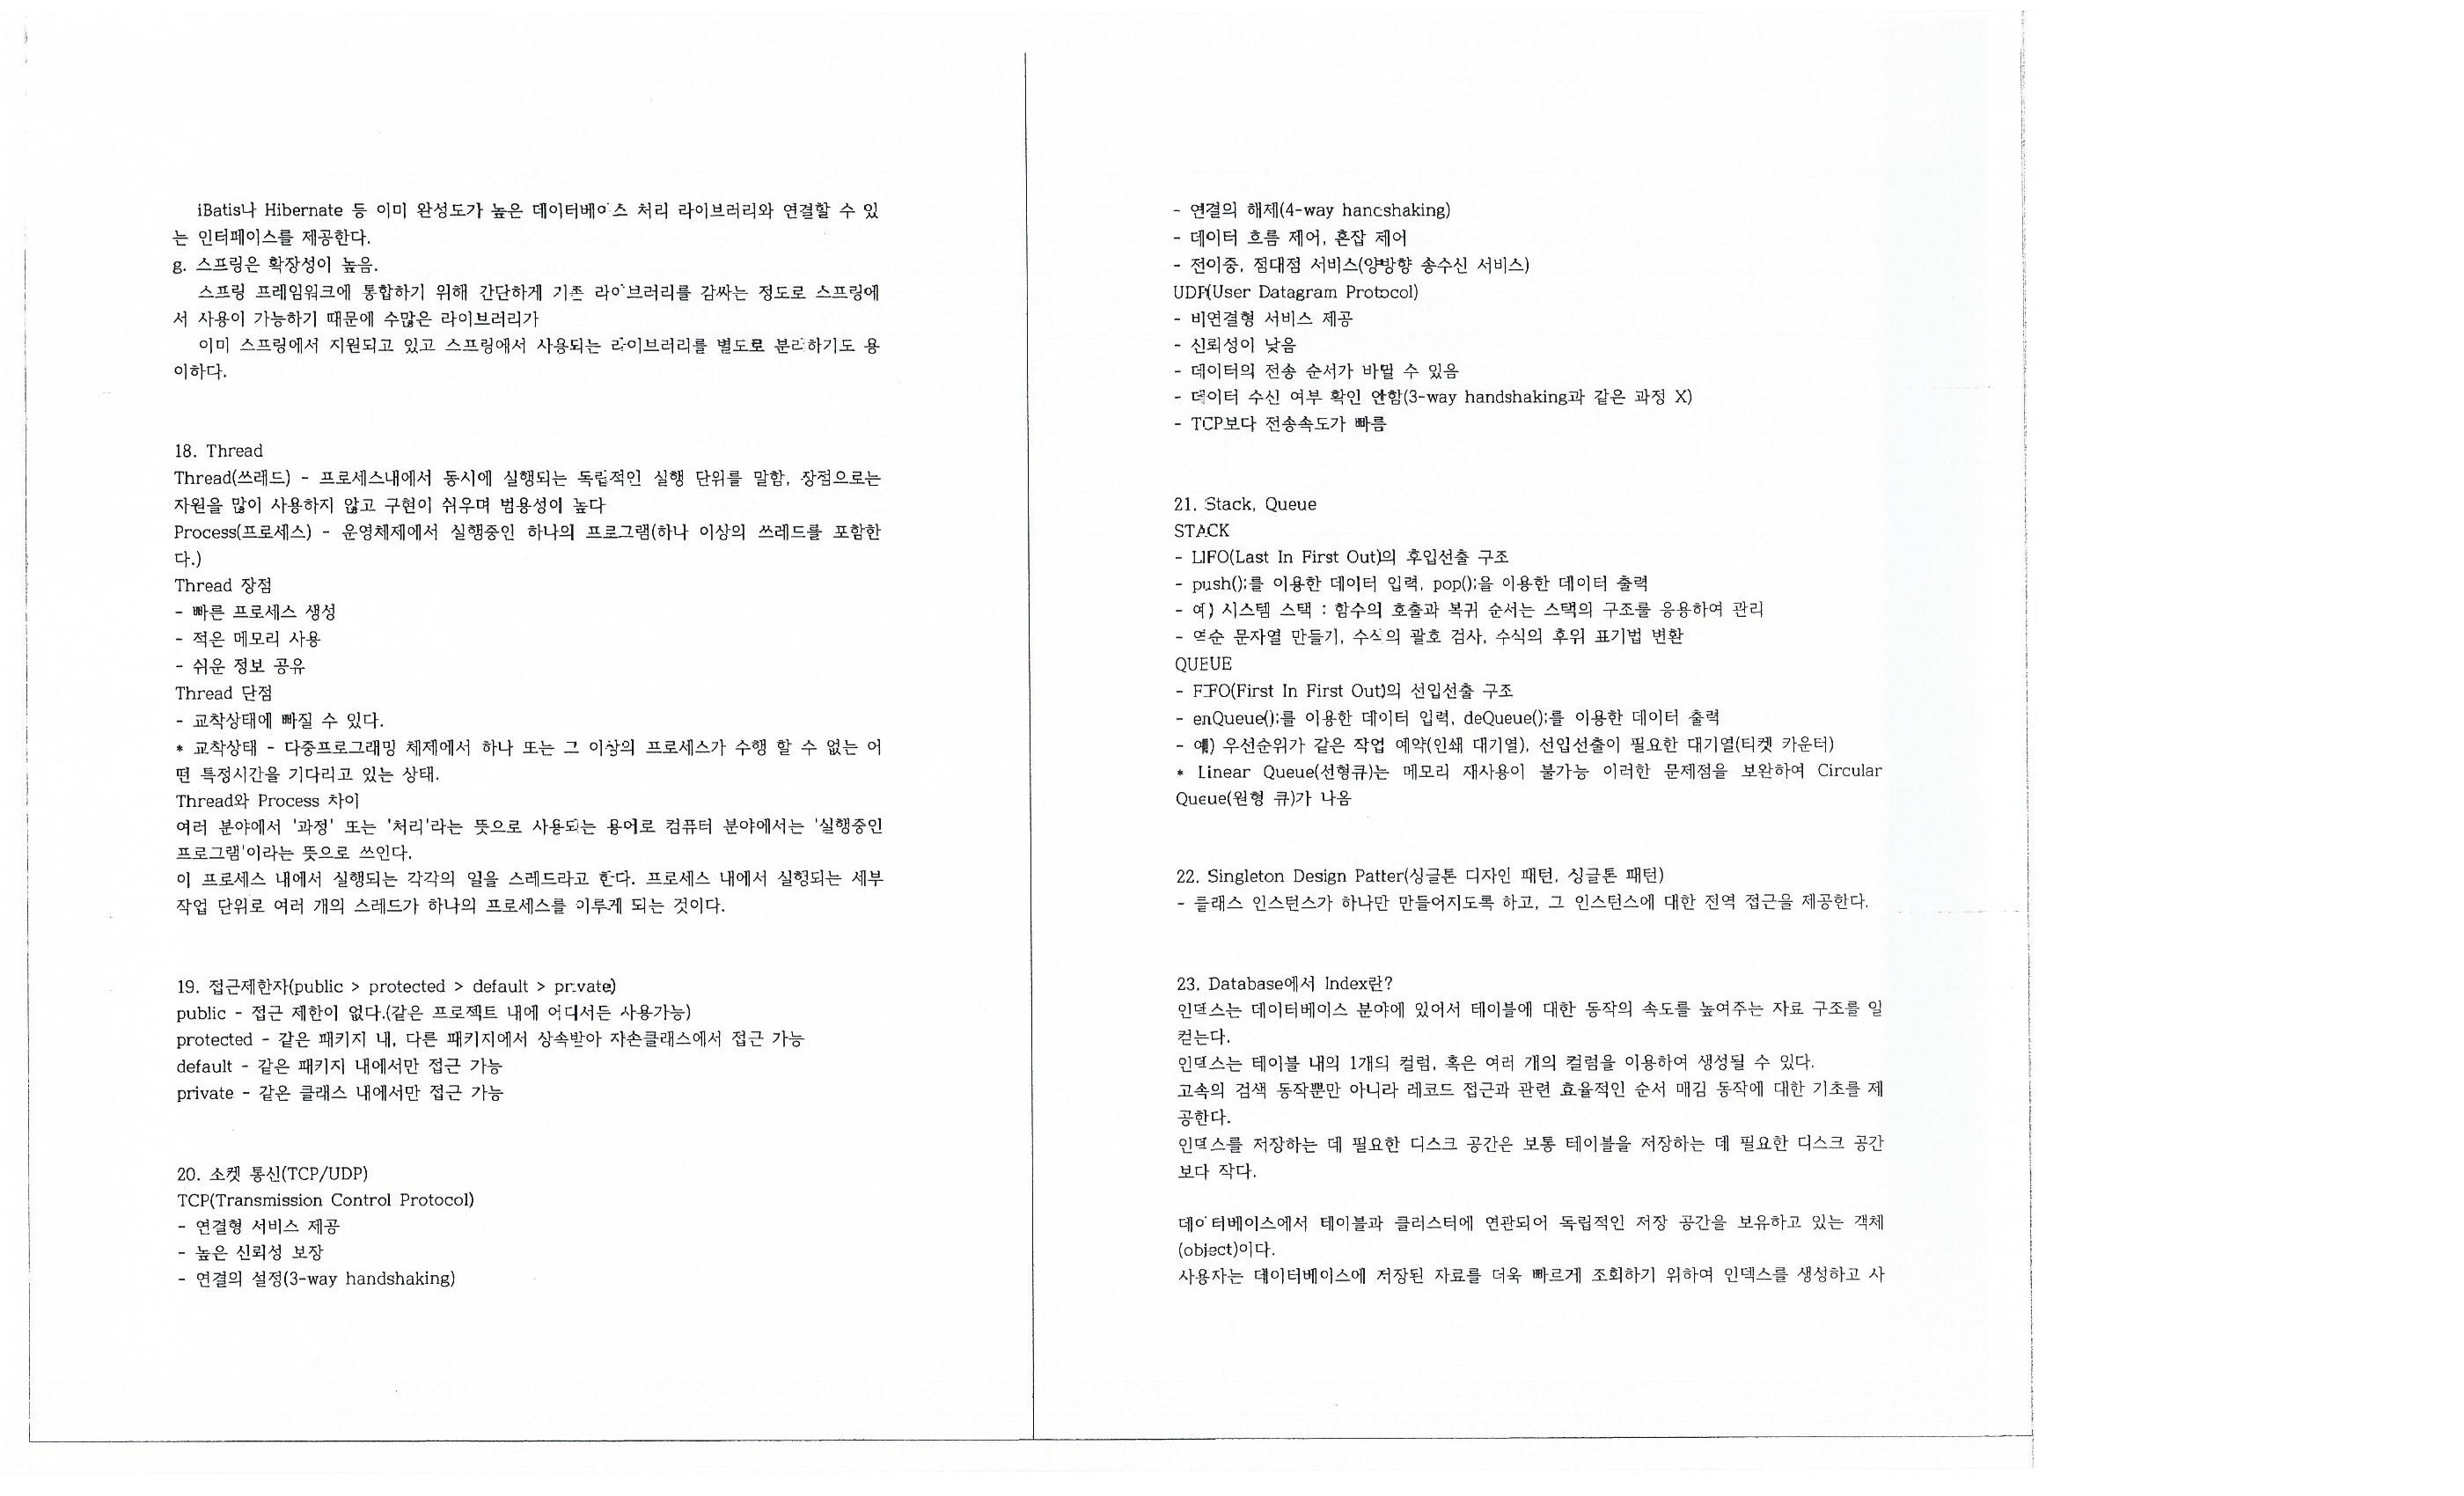 iBatis나 Hibernate 등 이미 완성도가 높은 데이터베이스 처리 라이브러리와 연결할 수 있
는 인터페이스를 제공한다.
g. 스프링은 확장성이 높음.
스프링 프레임워크에 통합하기 위해 간단하게 기존 라이브러리를 감싸는 정도로 스프링에
서 사용이 가능하기 때문에 수많은 라이브러리가
이미 스프링에서 지원되고 있고 스프링에서 사용되는 라이브러리를 별도로 분리하기도 용
이하다.
18. Thread
Thread(쓰레드) - 프로세스내에서 동시에 실행되는 독립적인 실행 단위를 말함, 장점으로는
자원을 많이 사용하지 않고 구현이 쉬우며 범용성이 높다
Process(프로세스) - 운영체제에서 실행중인 하나의 프로그램(하나 이상의 쓰레드를 포함한
다.)
Thread 장점
- 빠른 프로세스 생성
- 적은 메모리 사용
- 쉬운 정보 공유
Thread 단점
- 교착상태에 빠질 수 있다.
* 교착상태 - 다중프로그래밍 체제에서 하나 또는 그 이상의 프로세스가 수행 할 수 없는 어
떤 특정시간을 기다리고 있는 상태.
Thread와 Process 차이
여러 분야에서 '과정' 또는 '처리'라는 뜻으로 사용되는 용어로 컴퓨터 분야에서는 '실행중인
프로그램'이라는 뜻으로 쓰인다.
이 프로세스 내에서 실행되는 각각의 일을 스레드라고 한다. 프로세스 내에서 실행되는 세부
작업 단위로 여러 개의 스레드가 하나의 프로세스를 이루게 되는 것이다.
19. 접근제한자(public > protected > default > private)
public - 접근 제한이 없다.(같은 프로젝트 내에 어디서든 사용가능)
protected - 같은 패키지 내, 다른 패키지에서 상속받아 자손클래스에서 접근 가능
default - 같은 패키지 내에서만 접근 가능
private - 같은 클래스 내에서만 접근 가능
20. 소켓 통신(TCP/UDP)
TCP(Transmission Control Protocol)
- 연결형 서비스 제공
- 높은 신뢰성 보장
- 연결의 설정(3-way handshaking)
- 연결의 해제(4-way handshaking)
- 데이터 흐름 제어, 혼잡 제어
- 전이중, 점대점 서비스(양방향 송수신 서비스)
UDP(User Datagram Protocol)
- 비연결형 서비스 제공
- 신뢰성이 낮음
- 데이터의 전송 순서가 바뀔 수 있음
- 데이터 수신 여부 확인 안함(3-way handshaking과 같은 과정 X)
- TCP보다 전송속도가 빠름
21. Stack, Queue
STACK
- LIFO(Last In First Out)의 후입선출 구조
- push();를 이용한 데이터 입력, pop();을 이용한 데이터 출력
- 예) 시스템 스택 : 함수의 호출과 복귀 순서는 스택의 구조를 응용하여 관리
- 역순 문자열 만들기, 수식의 괄호 검사, 수식의 후위 표기법 변환
QUEUE
- FIFO(First In First Out)의 선입선출 구조
- enQueue();를 이용한 데이터 입력, deQueue();를 이용한 데이터 출력
- 예) 우선순위가 같은 작업 예약(인쇄 대기열), 선입선출이 필요한 대기열(티켓 카운터)
* Linear Queue(선형큐)는 메모리 재사용이 불가능 이러한 문제점을 보완하여 Circular
Queue(원형 큐)가 나옴
22. Singleton Design Patter(싱글톤 디자인 패턴, 싱글톤 패턴)
- 클래스 인스턴스가 하나만 만들어지도록 하고, 그 인스턴스에 대한 전역 접근을 제공한다.
23. Database에서 Index란?
인덱스는 데이터베이스 분야에 있어서 테이블에 대한 동작의 속도를 높여주는 자료 구조를 일
컫는다.
인덱스는 테이블 내의 1개의 컬럼, 혹은 여러 개의 컬럼을 이용하여 생성될 수 있다.
고속의 검색 동작뿐만 아니라 레코드 접근과 관련 효율적인 순서 매김 동작에 대한 기초를 제
공한다.
인덱스를 저장하는 데 필요한 디스크 공간은 보통 테이블을 저장하는 데 필요한 디스크 공간
보다 작다.
데이터베이스에서 테이블과 클러스터에 연관되어 독립적인 저장 공간을 보유하고 있는 객체
(object)이다.
사용자는 데이터베이스에 저장된 자료를 더욱 빠르게 조회하기 위하여 인덱스를 생성하고 사